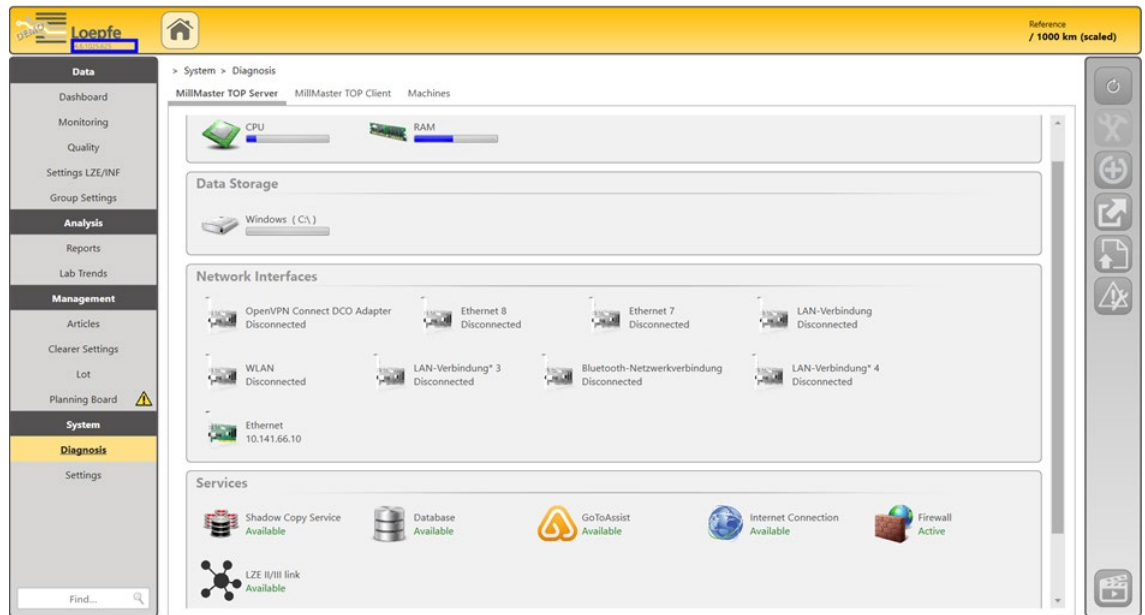 DEMO
Loepfe
Reference
/ 1000 km (scaled)
Data
Dashboard
Monitoring
Quality
Settings LZE/INF
Group Settings
Analysis
Reports
Lab Trends
Management
Articles
Clearer Settings
Lot
Planning Board
System
Diagnosis
Settings
Find...
> System > Diagnosis
MillMaster TOP Server MillMaster TOP Client Machines
CPU RAM
Data Storage
Windows ( C:\ )
Network Interfaces
OpenVPN Connect DCO Adapter Ethernet 8 Ethernet 7 LAN-Verbindung
Disconnected Disconnected Disconnected Disconnected
WLAN LAN-Verbindung* 3 Bluetooth-Netzwerkverbindung LAN-Verbindung* 4
Disconnected Disconnected Disconnected Disconnected
Ethernet
10.141.66.10
Services
Shadow Copy Service Database GoToAssist Internet Connection Firewall
Available Available Available Available Active
LZE II/III link
Available